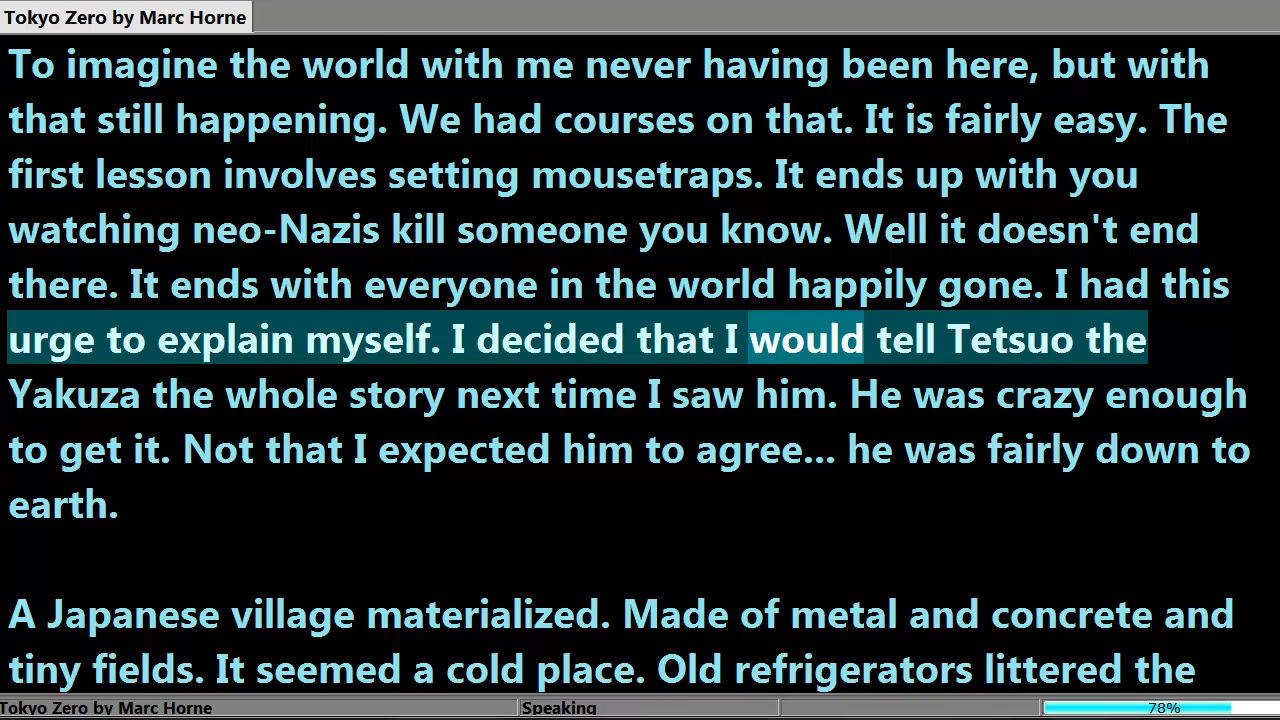 Tokyo Zero by Marc Horne
To imagine the world with me never having been here, but with
that still happening. We had courses on that. It is fairly easy. The
first lesson involves setting mousetraps. It ends up with you
watching neo-Nazis kill someone you know. Well it doesn't end
there. It ends with everyone in the world happily gone. I had this
urge to explain myself. I decided that I would tell Tetsuo the
Yakuza the whole story next time I saw him. He was crazy enough
to get it. Not that I expected him to agree... he was fairly down to
earth.
A Japanese village materialized. Made of metal and concrete and
tiny fields. It seemed a cold place. Old refrigerators littered the
Tokyo Zero by Marc Horne
Speaking
78%